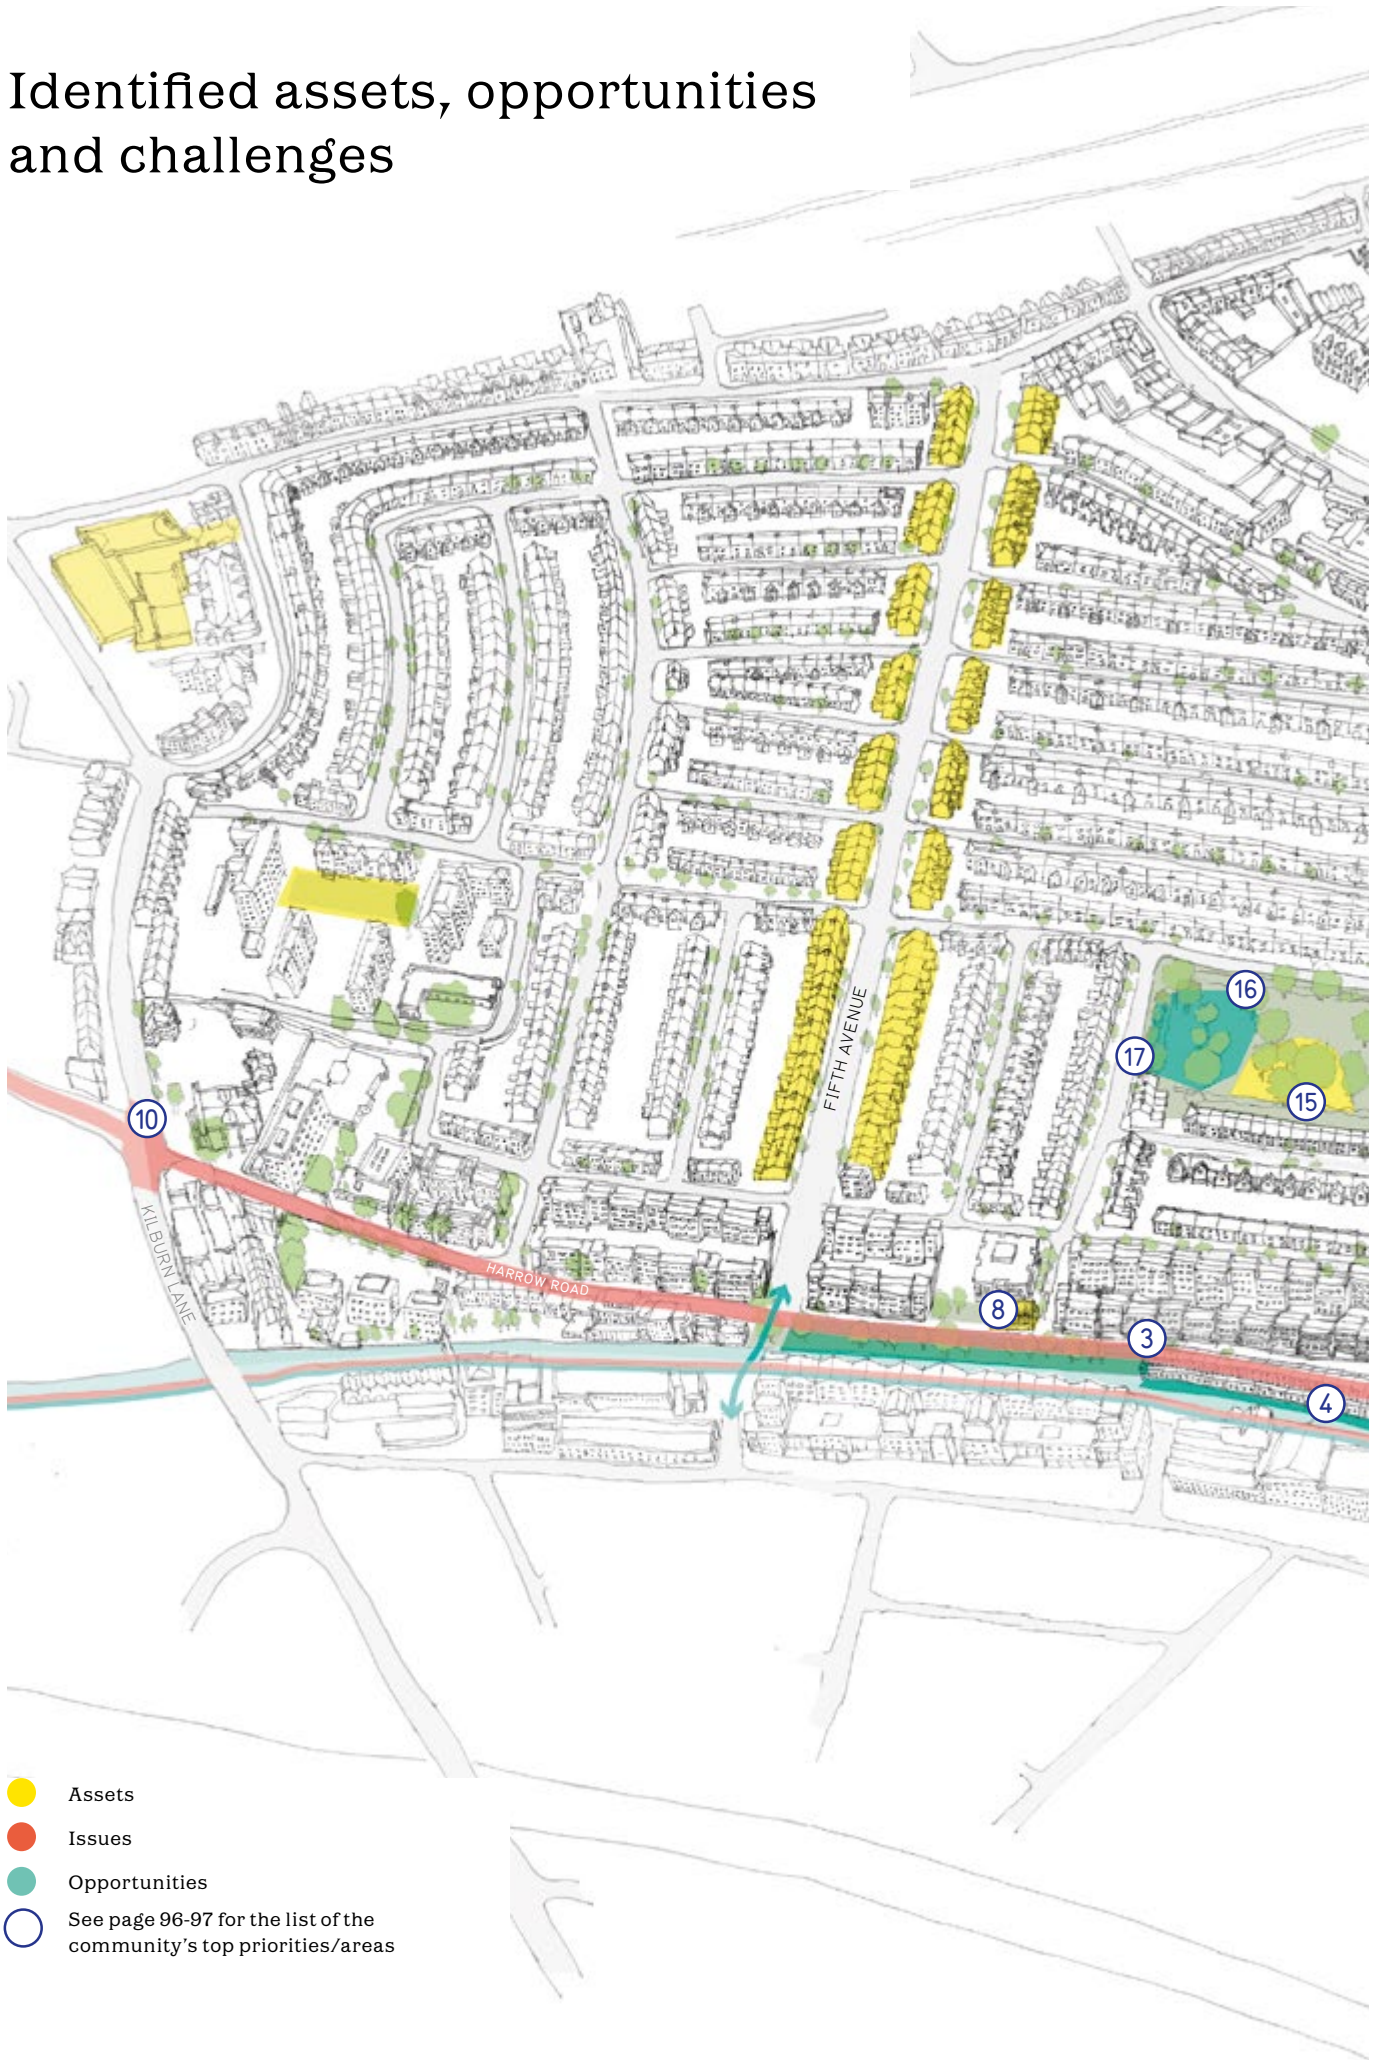 Identified assets, opportunities
and challenges
FIFTH AVENUE
16
17
15
10
KILBURN LANE
HARROW ROAD
8
3
4
Assets
Issues
Opportunities
See page 96-97 for the list of the
community's top priorities/areas